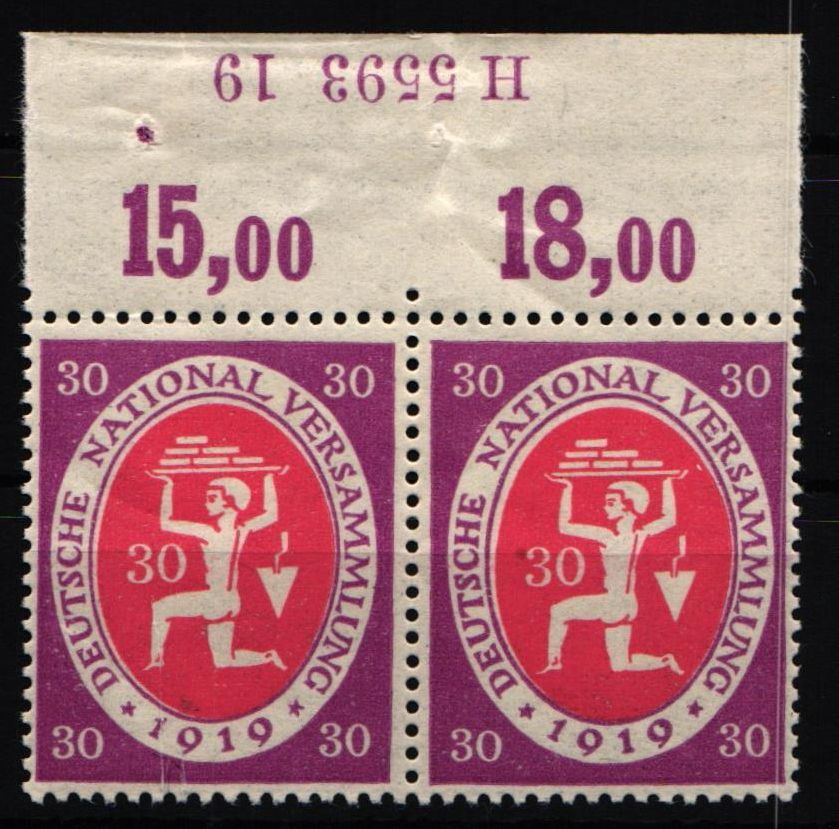 H 5593 19
15,00 18,00
30 30 30 30
DEUTSCHE NATIONAL VERSAMMLUNG DEUTSCHE NATIONAL VERSAMMLUNG
30 30
* 1919 * * 1919 *
30 30 30 30